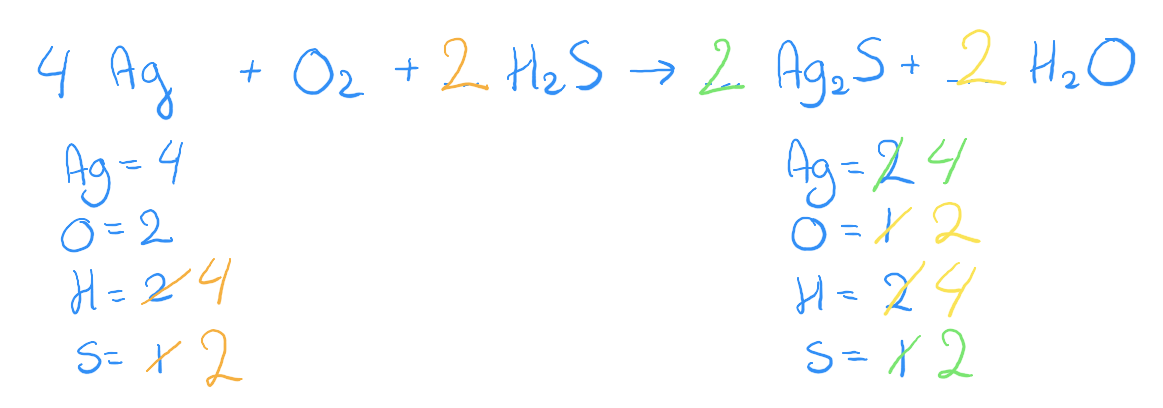 4 Ag + O₂ + 2 H₂S → 2 Ag₂S + 2 H₂O
Ag = 4 Ag = 2 4
O = 2 O = 1 2
H = 2 4 H = 2 4
S = 1 2 S = 1 2